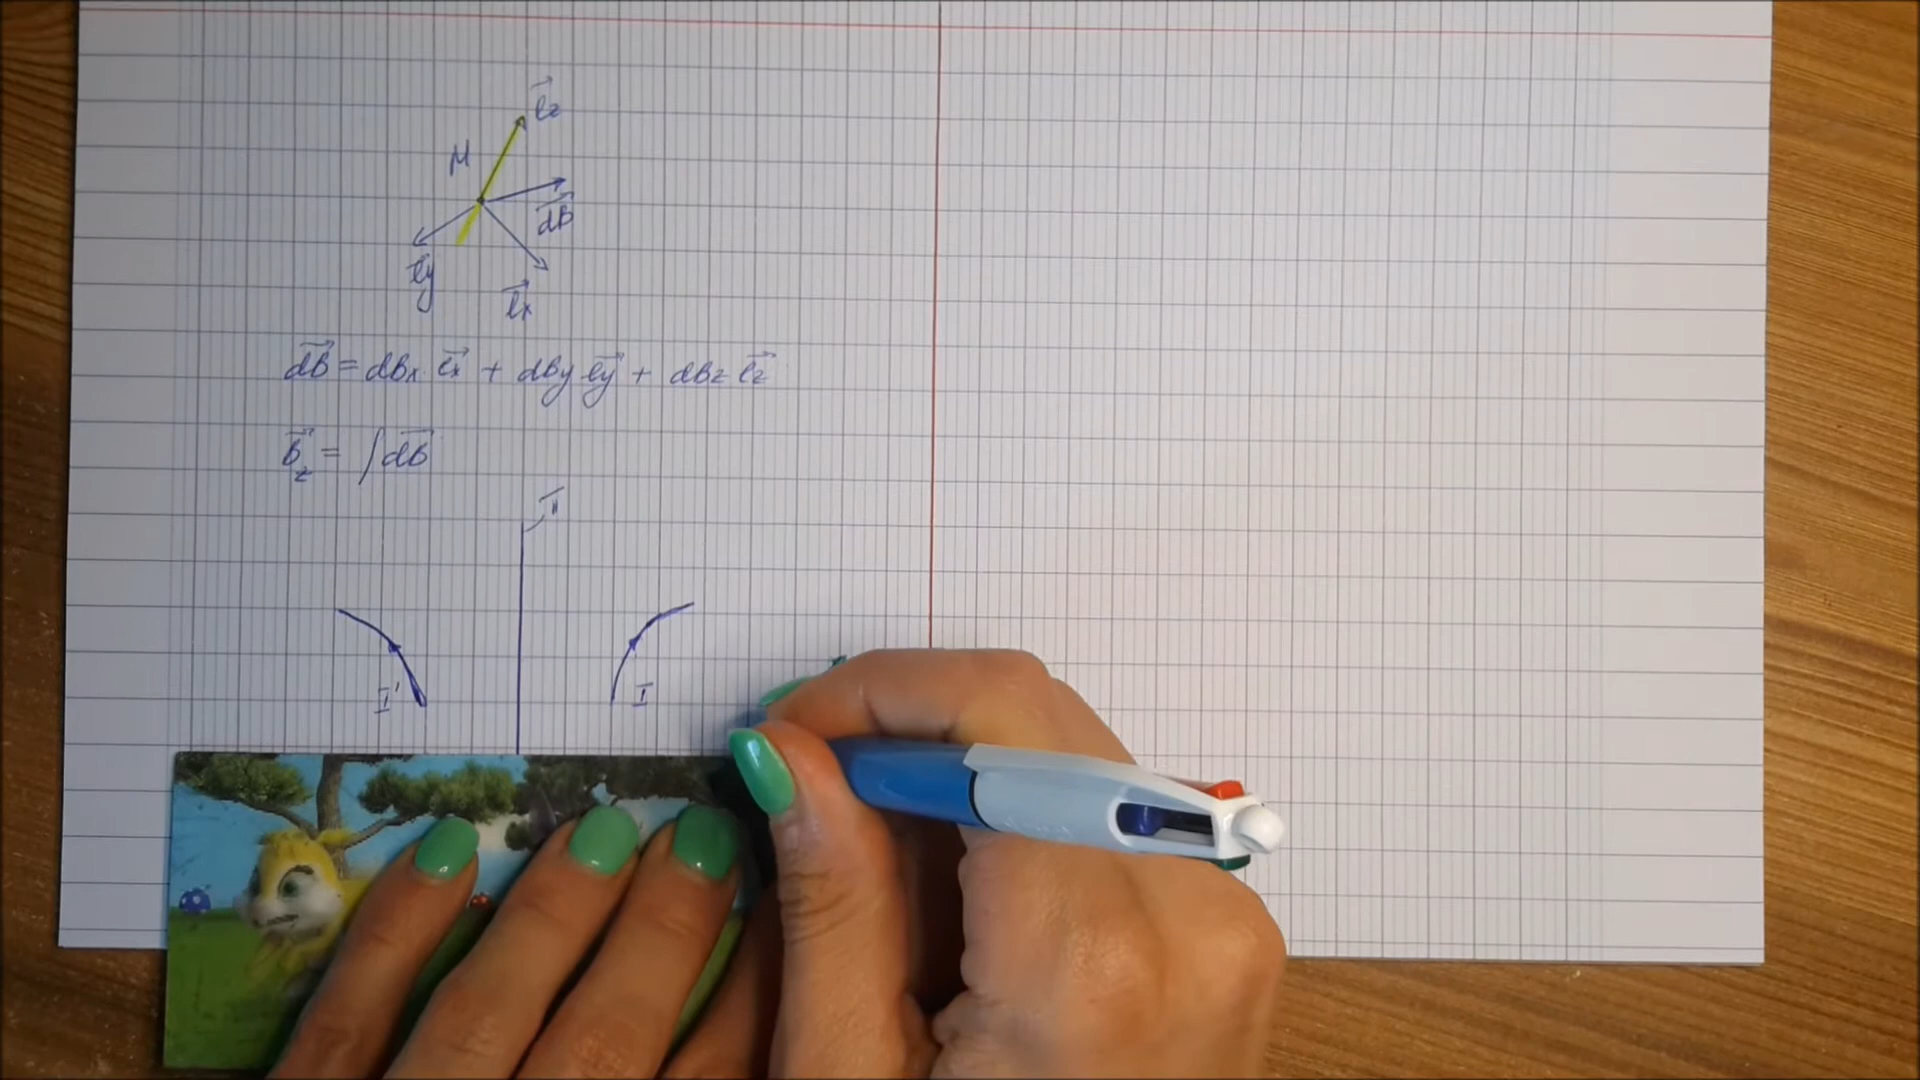 e⃗z
M
dB⃗
e⃗y
e⃗x
dB⃗ = dBx e⃗x + dBy e⃗y + dBz e⃗z
B⃗z = ∫ dB⃗
π
I' I